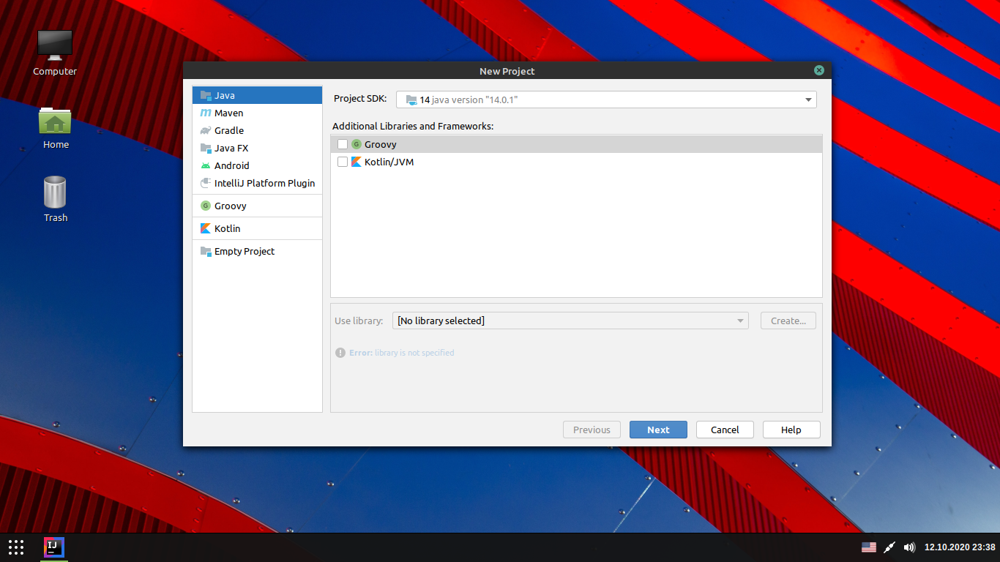 Computer
Home
Trash
New Project
Java
Maven
Gradle
Java FX
Android
IntelliJ Platform Plugin
Groovy
Kotlin
Empty Project
Project SDK: 14 java version "14.0.1"
Additional Libraries and Frameworks:
G Groovy
Kotlin/JVM
Use library: [No library selected] Create...
Error: library is not specified
Previous Next Cancel Help
IJ
12.10.2020 23:38